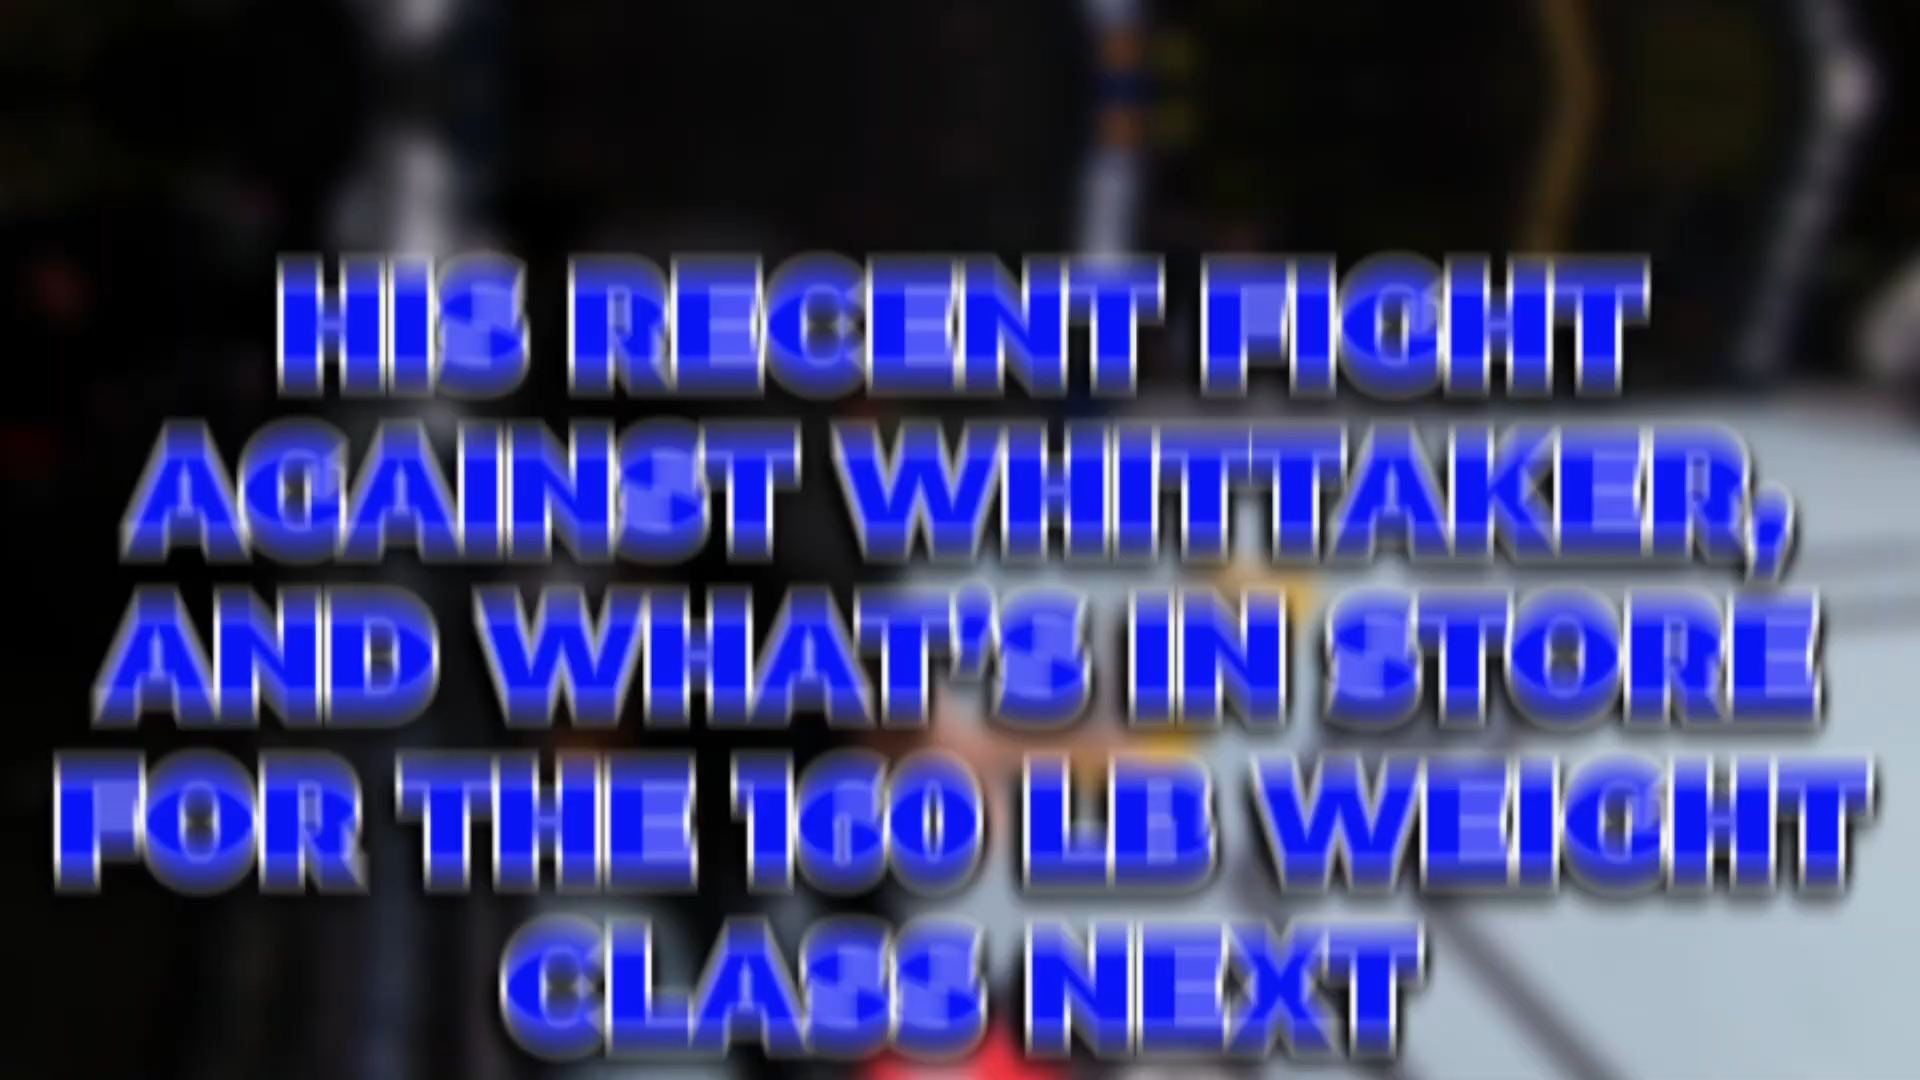 HIS RECENT FIGHT
AGAINST WHITTAKER,
AND WHAT'S IN STORE
FOR THE 160 LB WEIGHT
CLASS NEXT